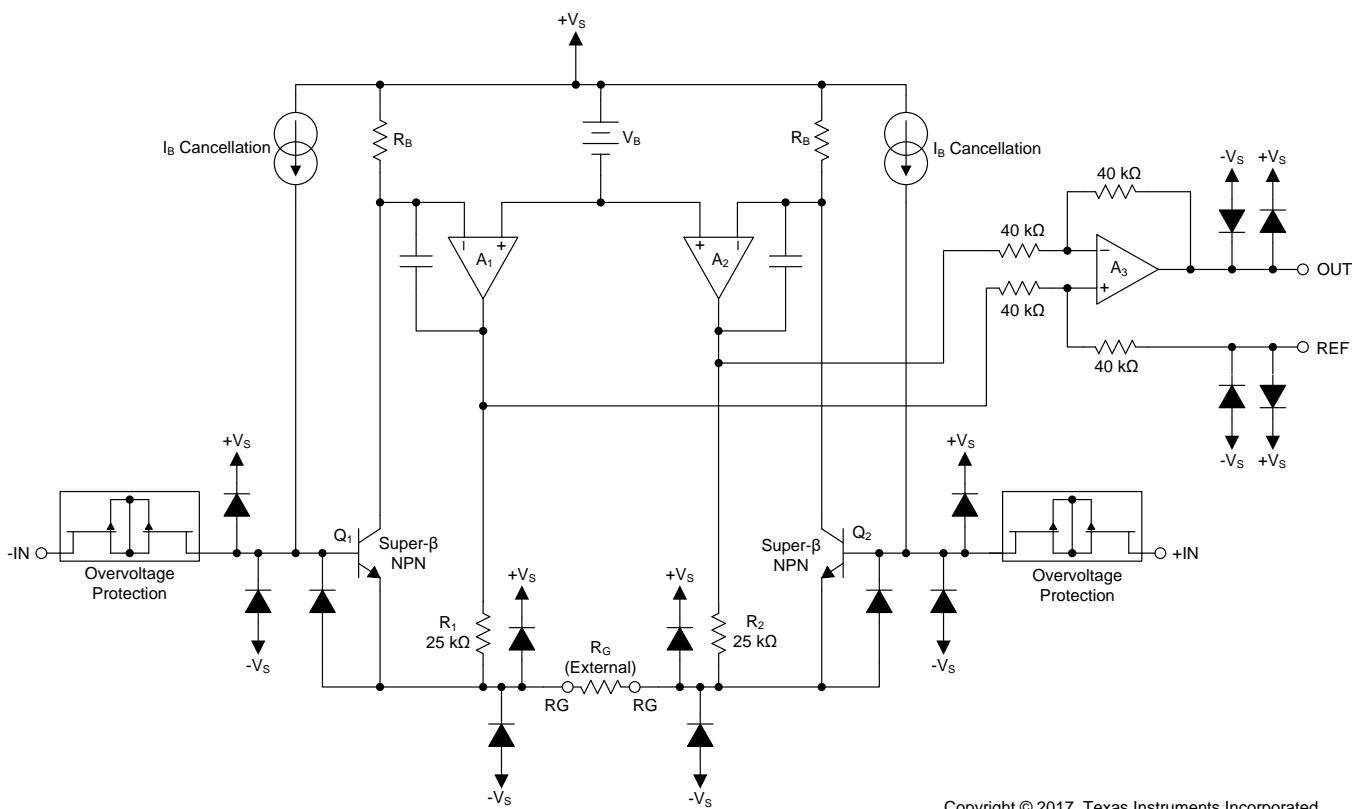 +VS
IB Cancellation
RB
VB
RB
IB Cancellation
-VS
+VS
40 kΩ
40 kΩ
−
+
A3
OUT
40 kΩ
40 kΩ
REF
-VS
+VS
−
+
A1
+
−
A2
+VS
-IN
Overvoltage
Protection
-VS
Q1
Super-β
NPN
+VS
R1
25 kΩ
RG
(External)
RG
RG
-VS
+VS
R2
25 kΩ
-VS
Q2
Super-β
NPN
+VS
-VS
+IN
Overvoltage
Protection
Copyright © 2017, Texas Instruments Incorporated